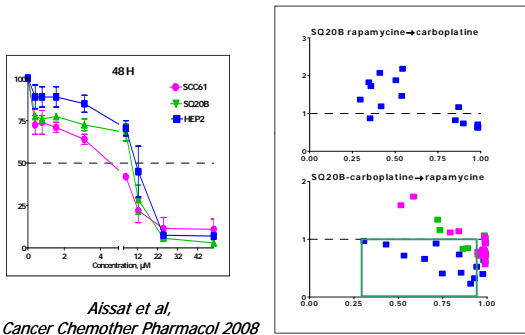 48H
SCC61
SQ20B
HEP2
100
75
50
25
0
0 2 4 12 22 32 42
Concentration, µM
Aissat et al,
Cancer Chemother Pharmacol 2008
SQ20B rapamycine→carboplatine
3
2
1
0
0.00 0.25 0.50 0.75 1.00
SQ20B-carboplatine→rapamycine
2
1
0
0.00 0.25 0.50 0.75 1.00